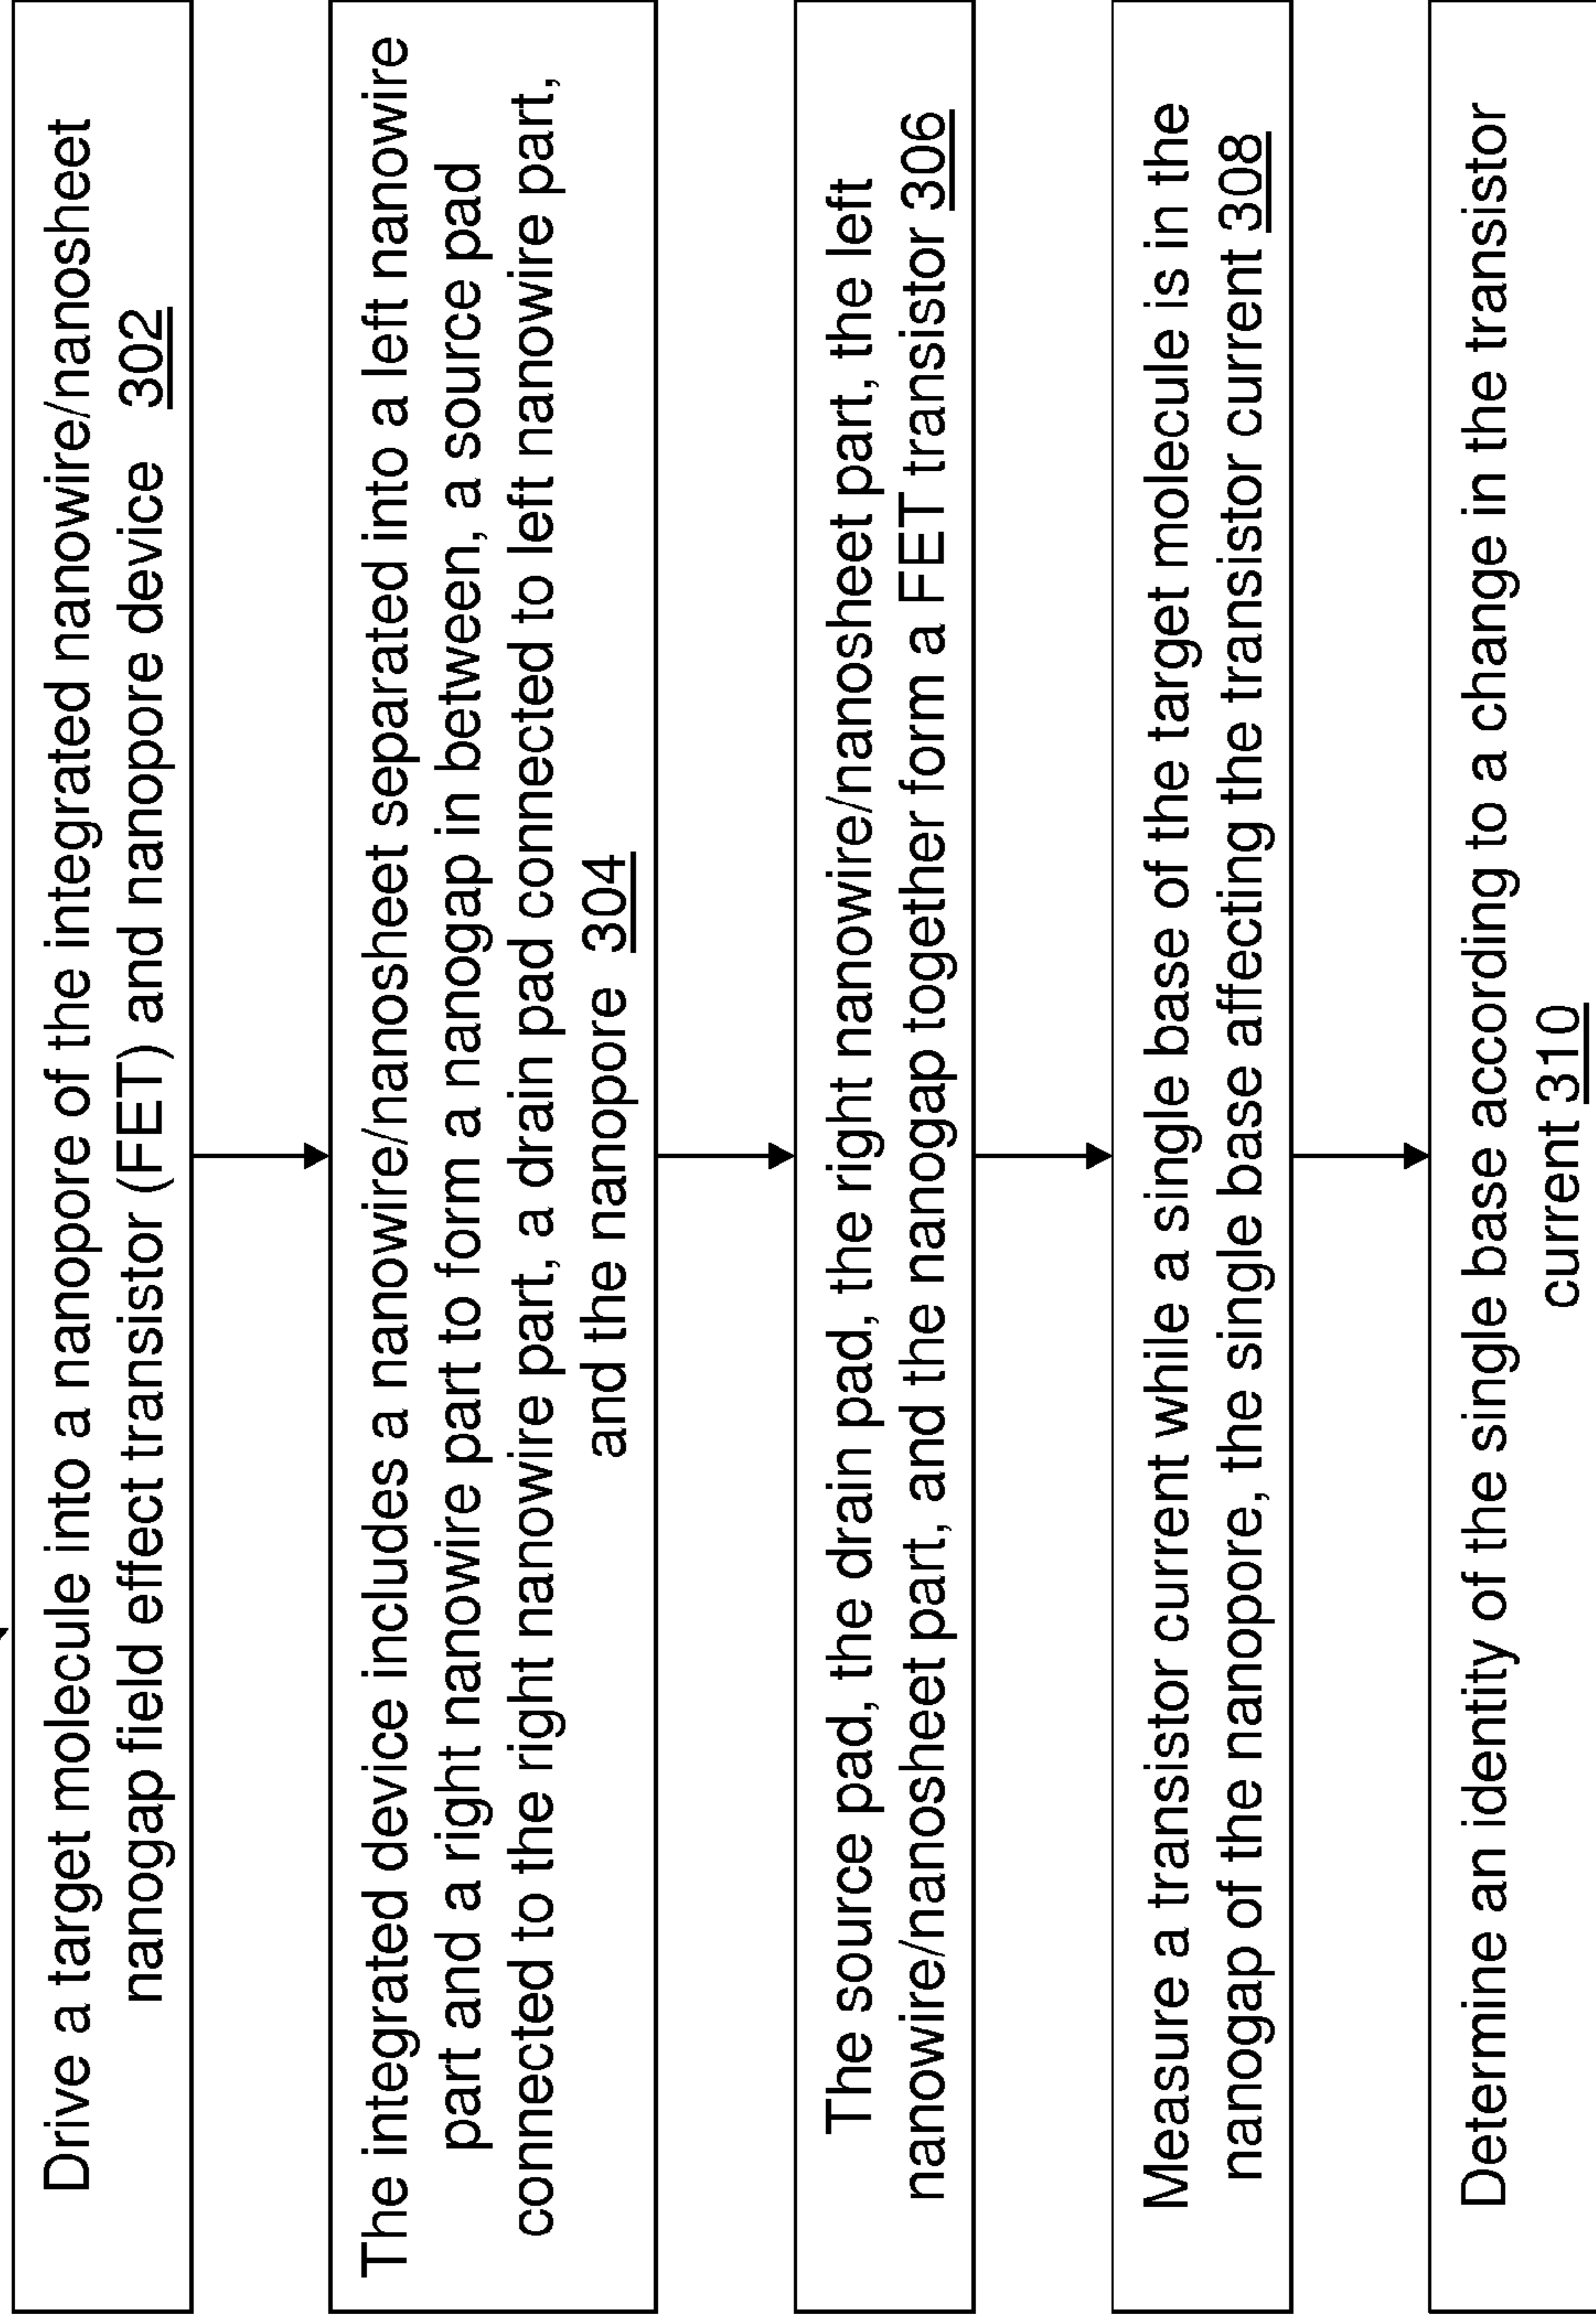 Drive a target molecule into a nanopore of the integrated nanowire/nanosheet
nanogap field effect transistor (FET) and nanopore device 302
The integrated device includes a nanowire/nanosheet separated into a left nanowire
part and a right nanowire part to form a nanogap in between, a source pad
connected to the right nanowire part, a drain pad connected to left nanowire part,
and the nanopore 304
The source pad, the drain pad, the right nanowire/nanosheet part, the left
nanowire/nanosheet part, and the nanogap together form a FET transistor 306
Measure a transistor current while a single base of the target molecule is in the
nanogap of the nanopore, the single base affecting the transistor current 308
Determine an identity of the single base according to a change in the transistor
current 310